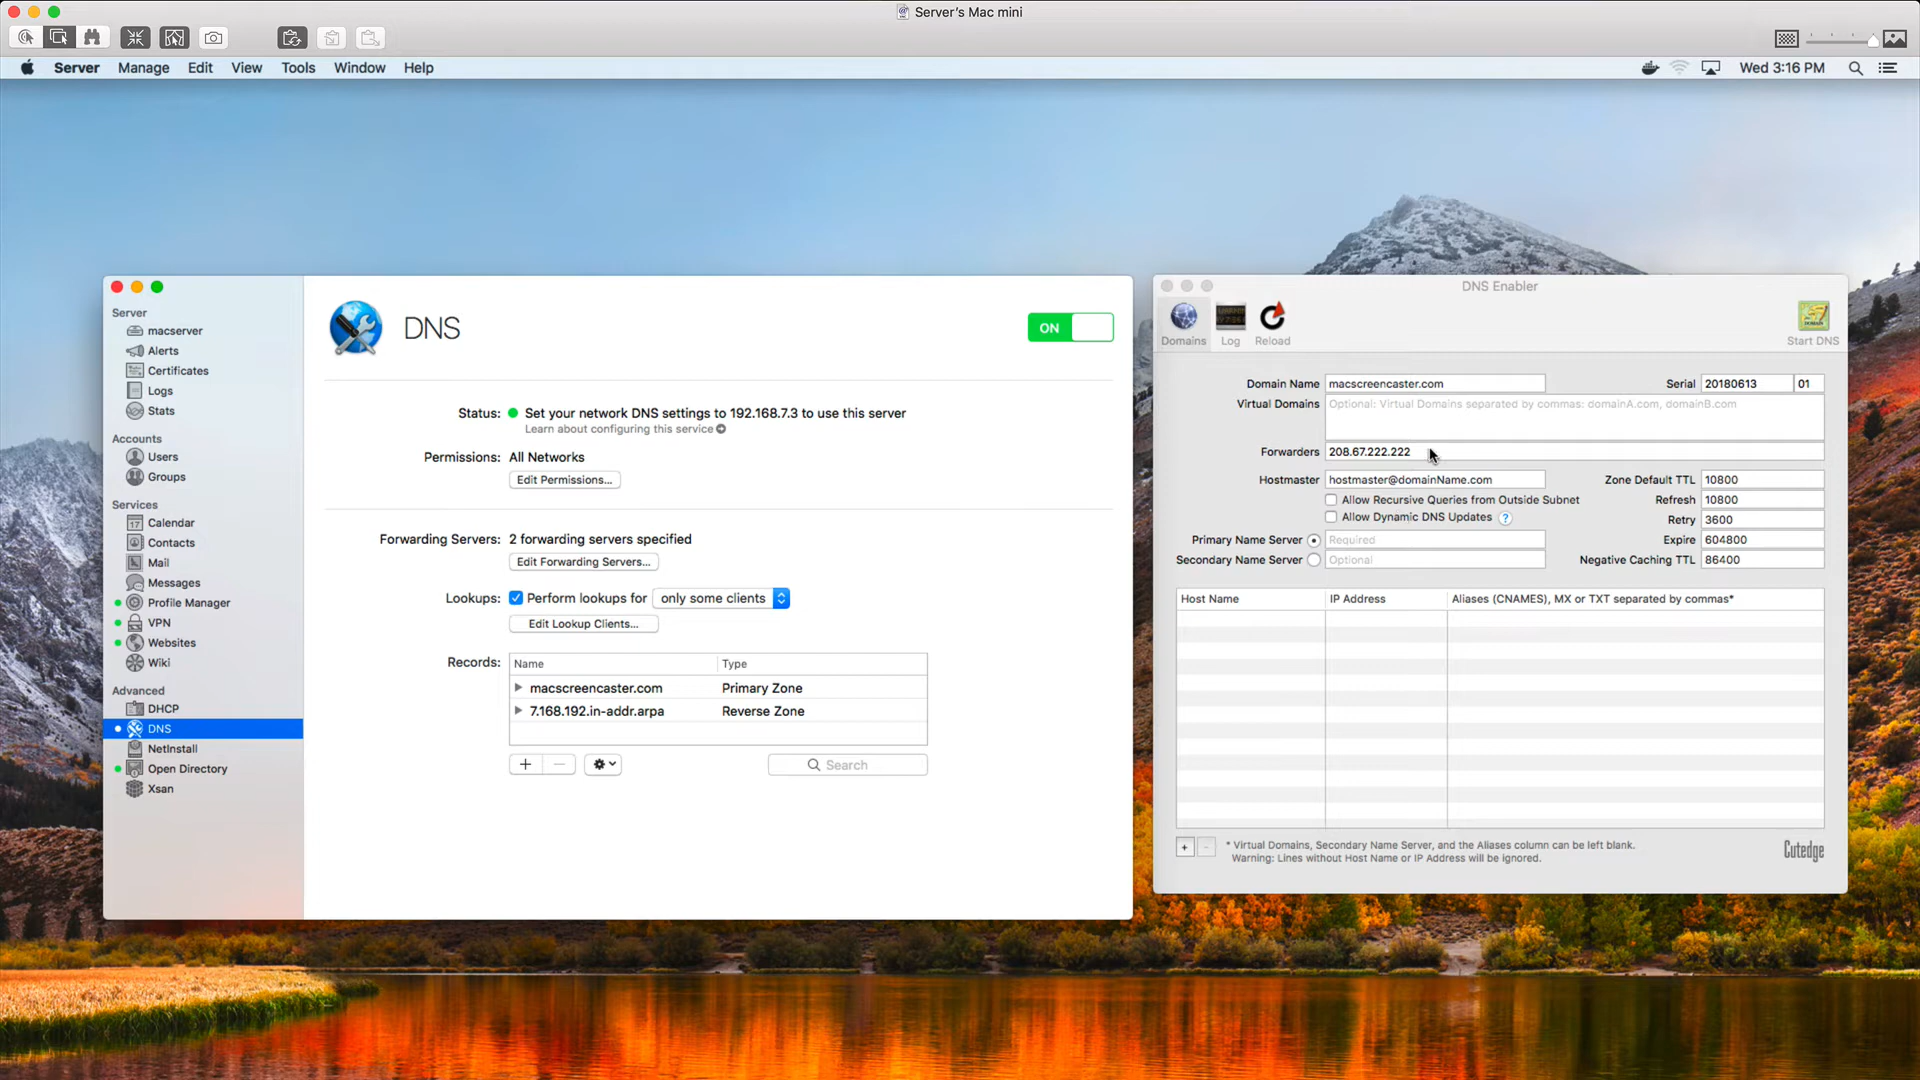 Server's Mac mini
Server Manage Edit View Tools Window Help
Wed 3:16 PM
Server
macserver
Alerts
Certificates
Logs
Stats
Accounts
Users
Groups
Services
17 Calendar
Contacts
Mail
Messages
Profile Manager
VPN
Websites
Wiki
Advanced
DHCP
DNS
NetInstall
Open Directory
Xsan
DNS
ON
Status: Set your network DNS settings to 192.168.7.3 to use this server
Learn about configuring this service
Permissions: All Networks
Edit Permissions...
Forwarding Servers: 2 forwarding servers specified
Edit Forwarding Servers...
Lookups: Perform lookups for only some clients
Edit Lookup Clients...
Records: Name Type
macscreencaster.com Primary Zone
7.168.192.in-addr.arpa Reverse Zone
+ −
Search
DNS Enabler
Domains Log Reload Start DNS
Domain Name macscreencaster.com Serial 20180613 01
Virtual Domains Optional: Virtual Domains separated by commas: domainA.com, domainB.com
Forwarders 208.67.222.222
Hostmaster hostmaster@domainName.com Zone Default TTL 10800
Allow Recursive Queries from Outside Subnet Refresh 10800
Allow Dynamic DNS Updates ? Retry 3600
Primary Name Server Required Expire 604800
Secondary Name Server Optional Negative Caching TTL 86400
Host Name IP Address Aliases (CNAMES), MX or TXT separated by commas*
+ - * Virtual Domains, Secondary Name Server, and the Aliases column can be left blank.
Warning: Lines without Host Name or IP Address will be ignored.
Cutedge